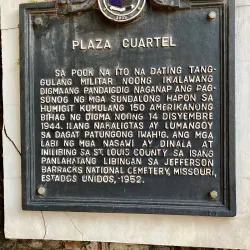 PLAZA CUARTEL
SA POOK NA ITO NA DATING TANG-
GULANG MILITAR NOONG IKALAWANG
DIGMAANG PANDAIGDIG NAGANAP ANG PAG-
SUNOG NG MGA SUNDALONG HAPON SA
HUMIGIT KUMULANG 150 AMERIKANUNG
BIHAG NG DIGMA NOONG 14 DISYEMBRE
1944. ILANG NAKALIGTAS AY LUMANGOY
SA DAGAT PATUNGONG IWAHIG. ANG MGA
LABI NG MGA NASAWI AY DINALA AT
INILIBING SA ST. LOUIS COUNTY SA ISANG
PANLAHATANG LIBINGAN SA JEFFERSON
BARRACKS NATIONAL CEMETERY, MISSOURI,
ESTADOS UNIDOS, 1952.